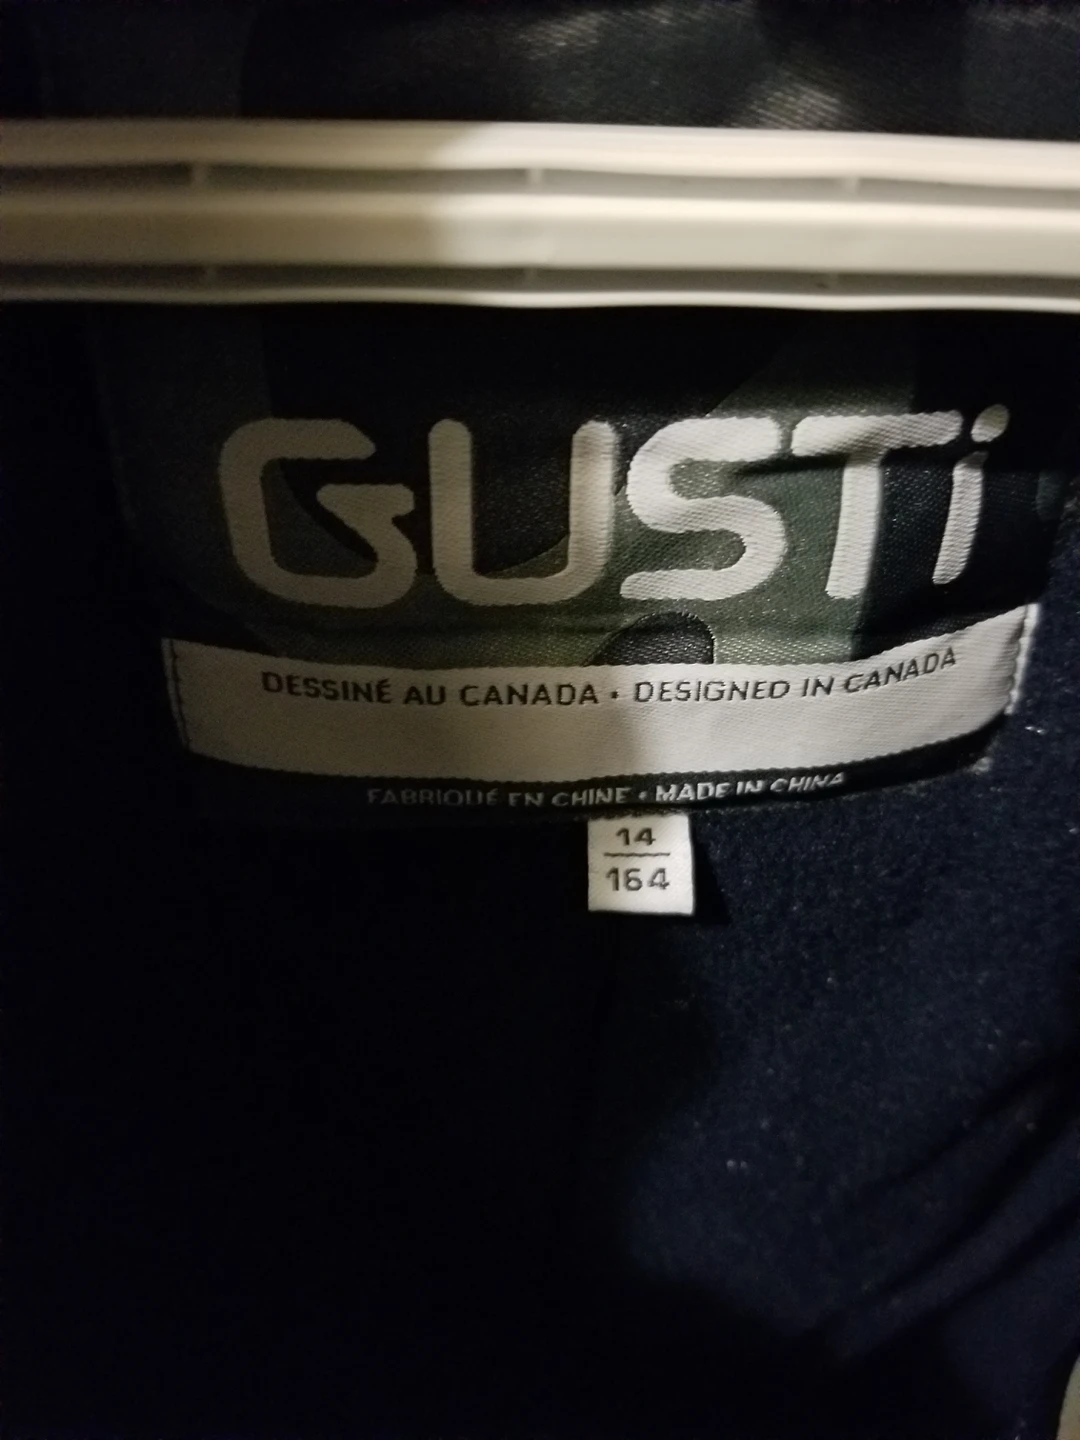 GUSTi
DESSINÉ AU CANADA • DESIGNED IN CANADA
FABRIQUÉ EN CHINE • MADE IN CHINA
14
164